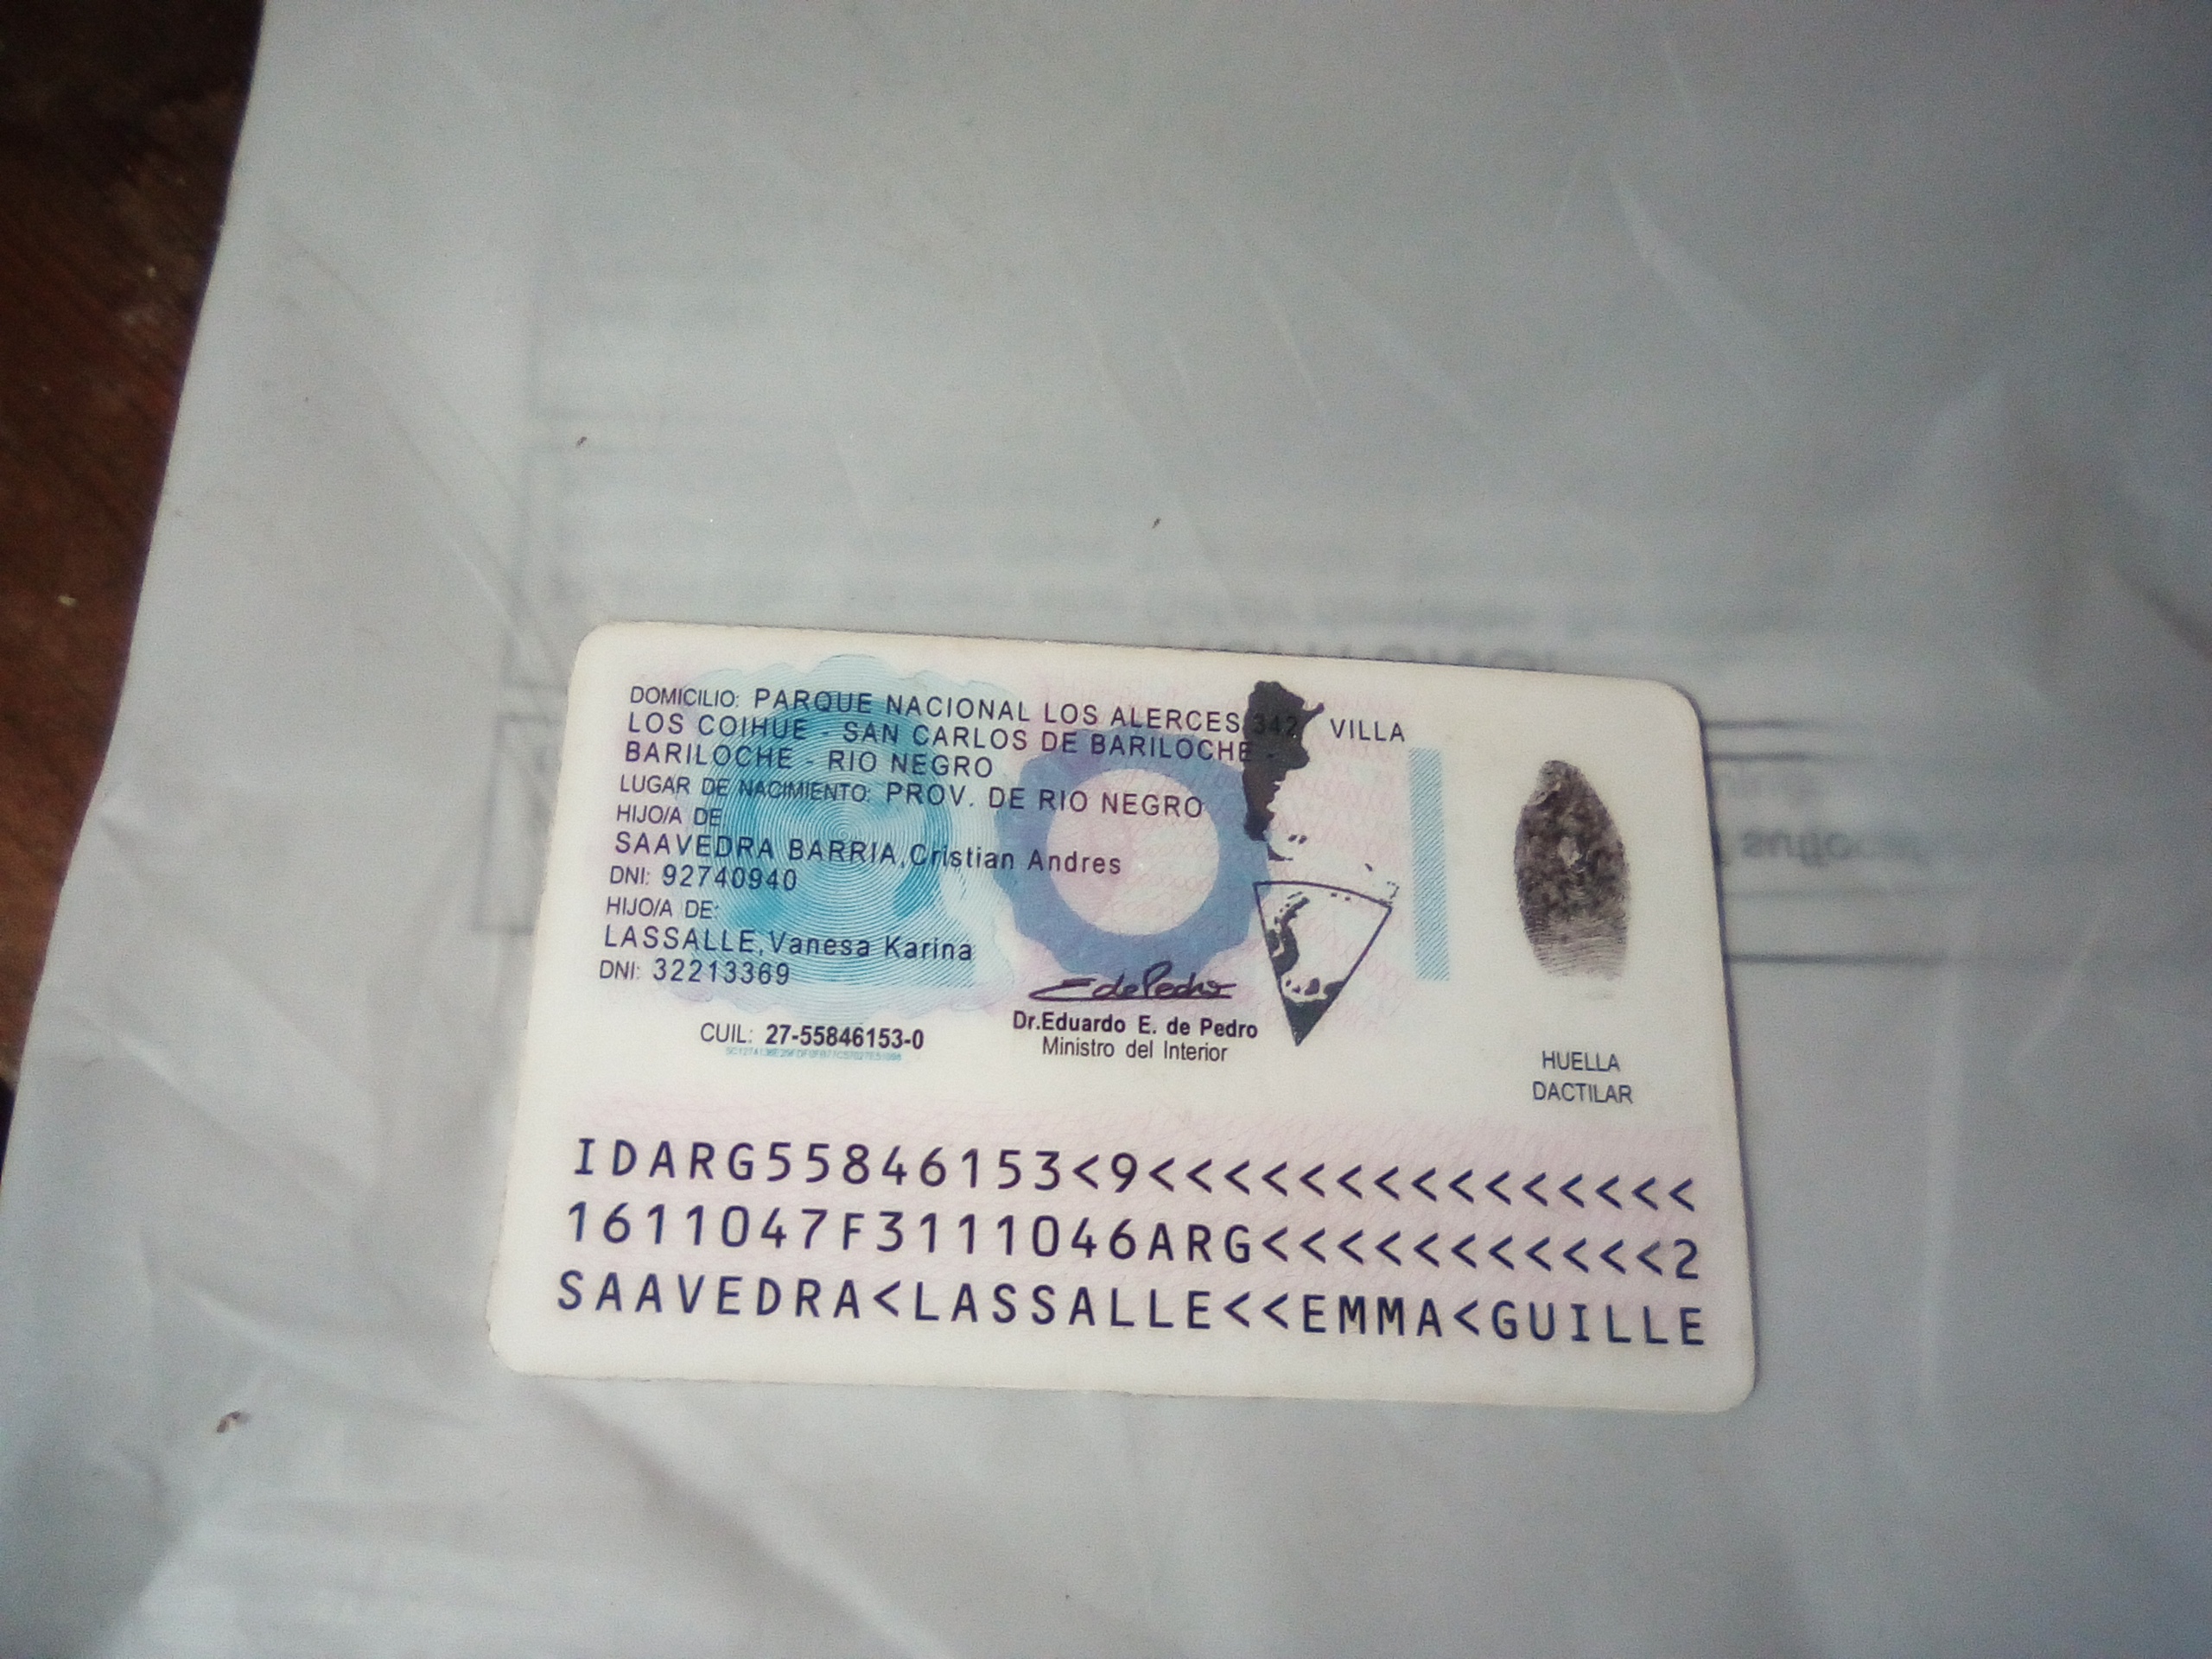 DOMICILIO: PARQUE NACIONAL LOS ALERCES 342 VILLA
LOS COIHUE - SAN CARLOS DE BARILOCHE -
BARILOCHE - RIO NEGRO
LUGAR DE NACIMIENTO: PROV. DE RIO NEGRO
HIJO/A DE
SAAVEDRA BARRIA,Cristian Andres
DNI: 92740940
HIJO/A DE:
LASSALLE,Vanesa Karina
DNI: 32213369
CUIL: 27-55846153-0
Dr.Eduardo E. de Pedro
Ministro del Interior
HUELLA
DACTILAR
IDARG55846153<9<<<<<<<<<<<<<<<
1611047F3111046ARG<<<<<<<<<<<2
SAAVEDRA<LASSALLE<<EMMA<GUILLE